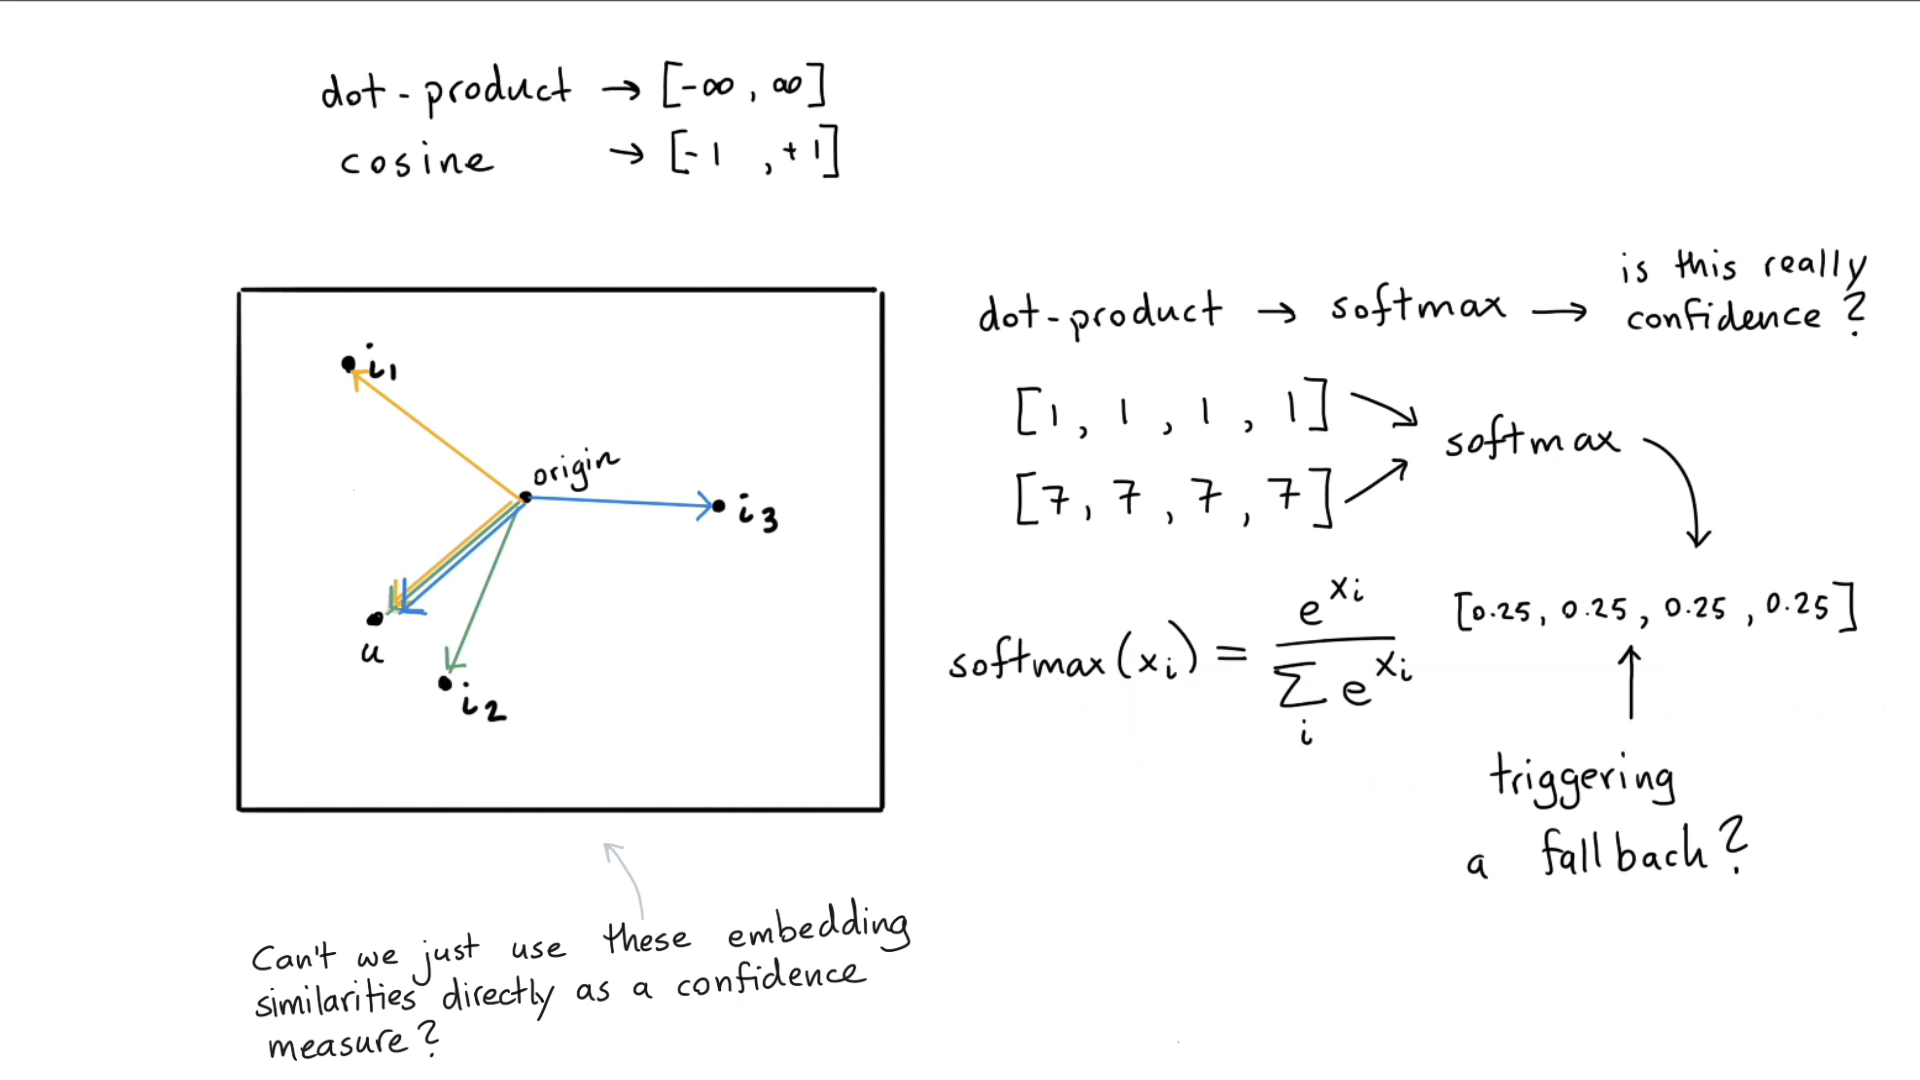 dot-product → [-∞, ∞]
cosine → [-1, +1]
i1
origin
i3
u
i2
Can't we just use these embedding
similarities directly as a confidence
measure?
dot-product → softmax → is this really
confidence?
[1, 1, 1, 1]
[7, 7, 7, 7]
softmax
[0.25, 0.25, 0.25, 0.25]
softmax(xi) = e^xi / Σi e^xi
triggering
a fallback?